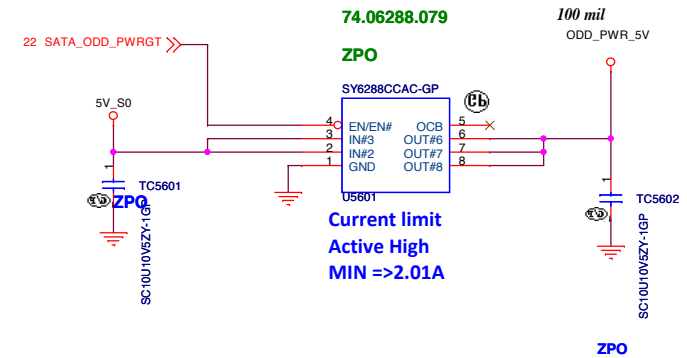 74.06288.079
100 mil
22 SATA_ODD_PWRGT
ODD_PWR_5V
ZPO
SY6288CCAC-GP
5V_S0
4 EN/EN# OCB 5
3 IN#3 OUT#6 6
2 IN#2 OUT#7 7
1 GND OUT#8 8
U5601
1
TC5601
ZPO
SC10U10V5ZY-1GP
1
TC5602
SC10U10V5ZY-1GP
Current limit
Active High
MIN =>2.01A
ZPO